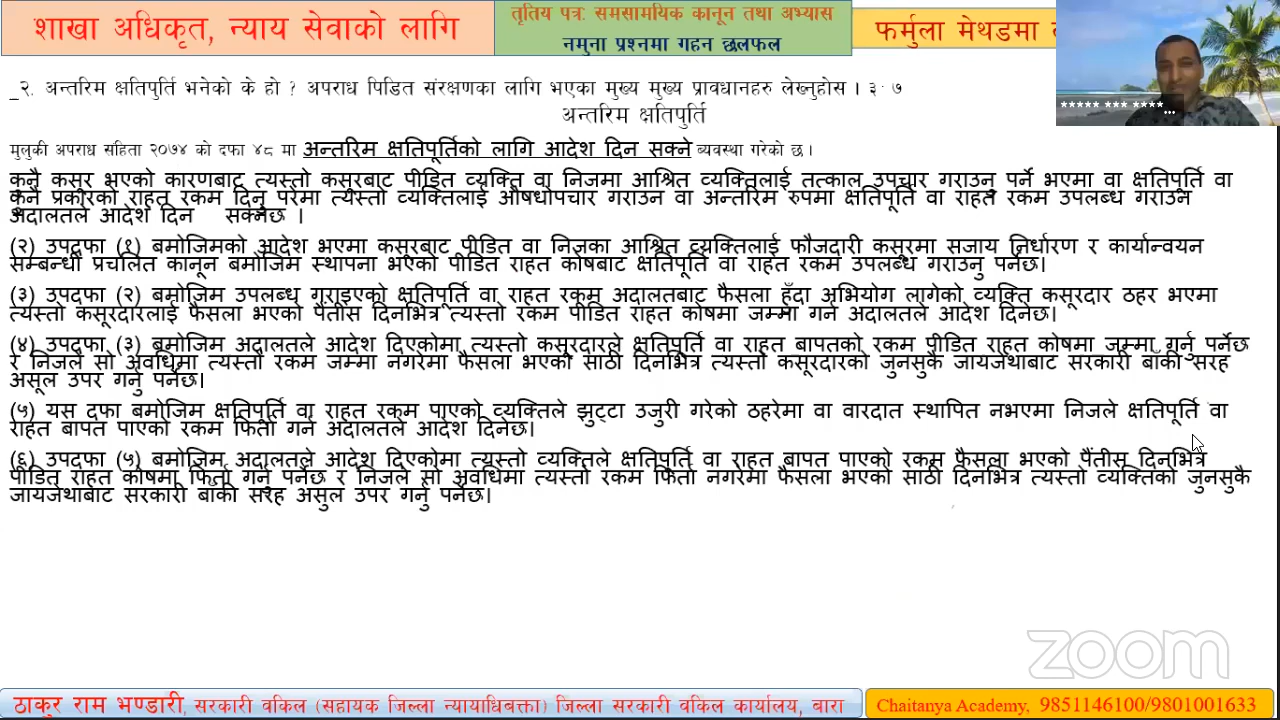 शाखा अधिकृत, न्याय सेवाको लागि
तृतिय पत्र: समसामयिक कानून तथा अभ्यास
नमुना प्रश्नमा गहन छलफल
फर्मुला मेथडमा
***** *** ****...
_२. अन्तरिम क्षतिपुर्ति भनेको के हो ? अपराध पिडित संरक्षणका लागि भएका मुख्य मुख्य प्रावधानहरु लेख्नुहोस । ३+७
अन्तरिम क्षतिपुर्ति
मुलुकी अपराध संहिता २०७४ को दफा ४८ मा अन्तरिम क्षतिपूर्तिको लागि आदेश दिन सक्ने व्यवस्था गरेको छ ।
कुनै कसूर भएको कारणबाट त्यस्तो कसूरबाट पीडित व्यक्ति वा निजमा आश्रित व्यक्तिलाई तत्काल उपचार गराउनु पर्ने भएमा वा क्षतिपूर्ति वा
कुनै प्रकारको राहत रकम दिनु परेमा त्यस्तो व्यक्तिलाई औषधोपचार गराउन वा अन्तरिम रुपमा क्षतिपूर्ति वा राहत रकम उपलब्ध गराउन
अदालतले आदेश दिन सक्नेछ ।
(२) उपदफा (१) बमोजिमको आदेश भएमा कसूरबाट पीडित वा निजका आश्रित व्यक्तिलाई फौजदारी कसूरमा सजाय निर्धारण र कार्यान्वयन
सम्बन्धी प्रचलित कानून बमोजिम स्थापना भएको पीडित राहत कोषबाट क्षतिपूर्ति वा राहत रकम उपलब्ध गराउनु पर्नेछ।
(३) उपदफा (२) बमोजिम उपलब्ध गराइएको क्षतिपूर्ति वा राहत रकम अदालतबाट फैसला हुँदा अभियोग लागेको व्यक्ति कसूरदार ठहर भएमा
त्यस्तो कसूरदारलाई फैसला भएको पैंतीस दिनभित्र त्यस्तो रकम पीडित राहत कोषमा जम्मा गर्न अदालतले आदेश दिनेछ।
(४) उपदफा (३) बमोजिम अदालतले आदेश दिएकोमा त्यस्तो कसूरदारले क्षतिपूर्ति वा राहत बापतको रकम पीडित राहत कोषमा जम्मा गर्नु पर्नेछ
र निजले सो अवधिमा त्यस्तो रकम जम्मा नगरेमा फैसला भएको साठी दिनभित्र त्यस्तो कसूरदारको जुनसुकै जायजेथाबाट सरकारी बाँकी सरह
असूल उपर गर्नु पर्नेछ।
(५) यस दफा बमोजिम क्षतिपूर्ति वा राहत रकम पाएको व्यक्तिले झुट्टा उजुरी गरेको ठहरेमा वा वारदात स्थापित नभएमा निजले क्षतिपूर्ति वा
राहत बापत पाएको रकम फिर्ता गर्न अदालतले आदेश दिनेछ।
(६) उपदफा (५) बमोजिम अदालतले आदेश दिएकोमा त्यस्तो व्यक्तिले क्षतिपूर्ति वा राहत बापत पाएको रकम फैसला भएको पैंतीस दिनभित्र
पीडित राहत कोषमा फिर्ता गर्नु पर्नेछ र निजले सो अवधिमा त्यस्तो रकम फिर्ता नगरेमा फैसला भएको साठी दिनभित्र त्यस्तो व्यक्तिको जुनसुकै
जायजेथाबाट सरकारी बाँकी सरह असुल उपर गर्नु पर्नेछ।
zoom
ठाकुर राम भण्डारी, सरकारी वकिल (सहायक जिल्ला न्यायाधिबक्ता) जिल्ला सरकारी वकिल कार्यालय, बारा
Chaitanya Academy, 9851146100/9801001633